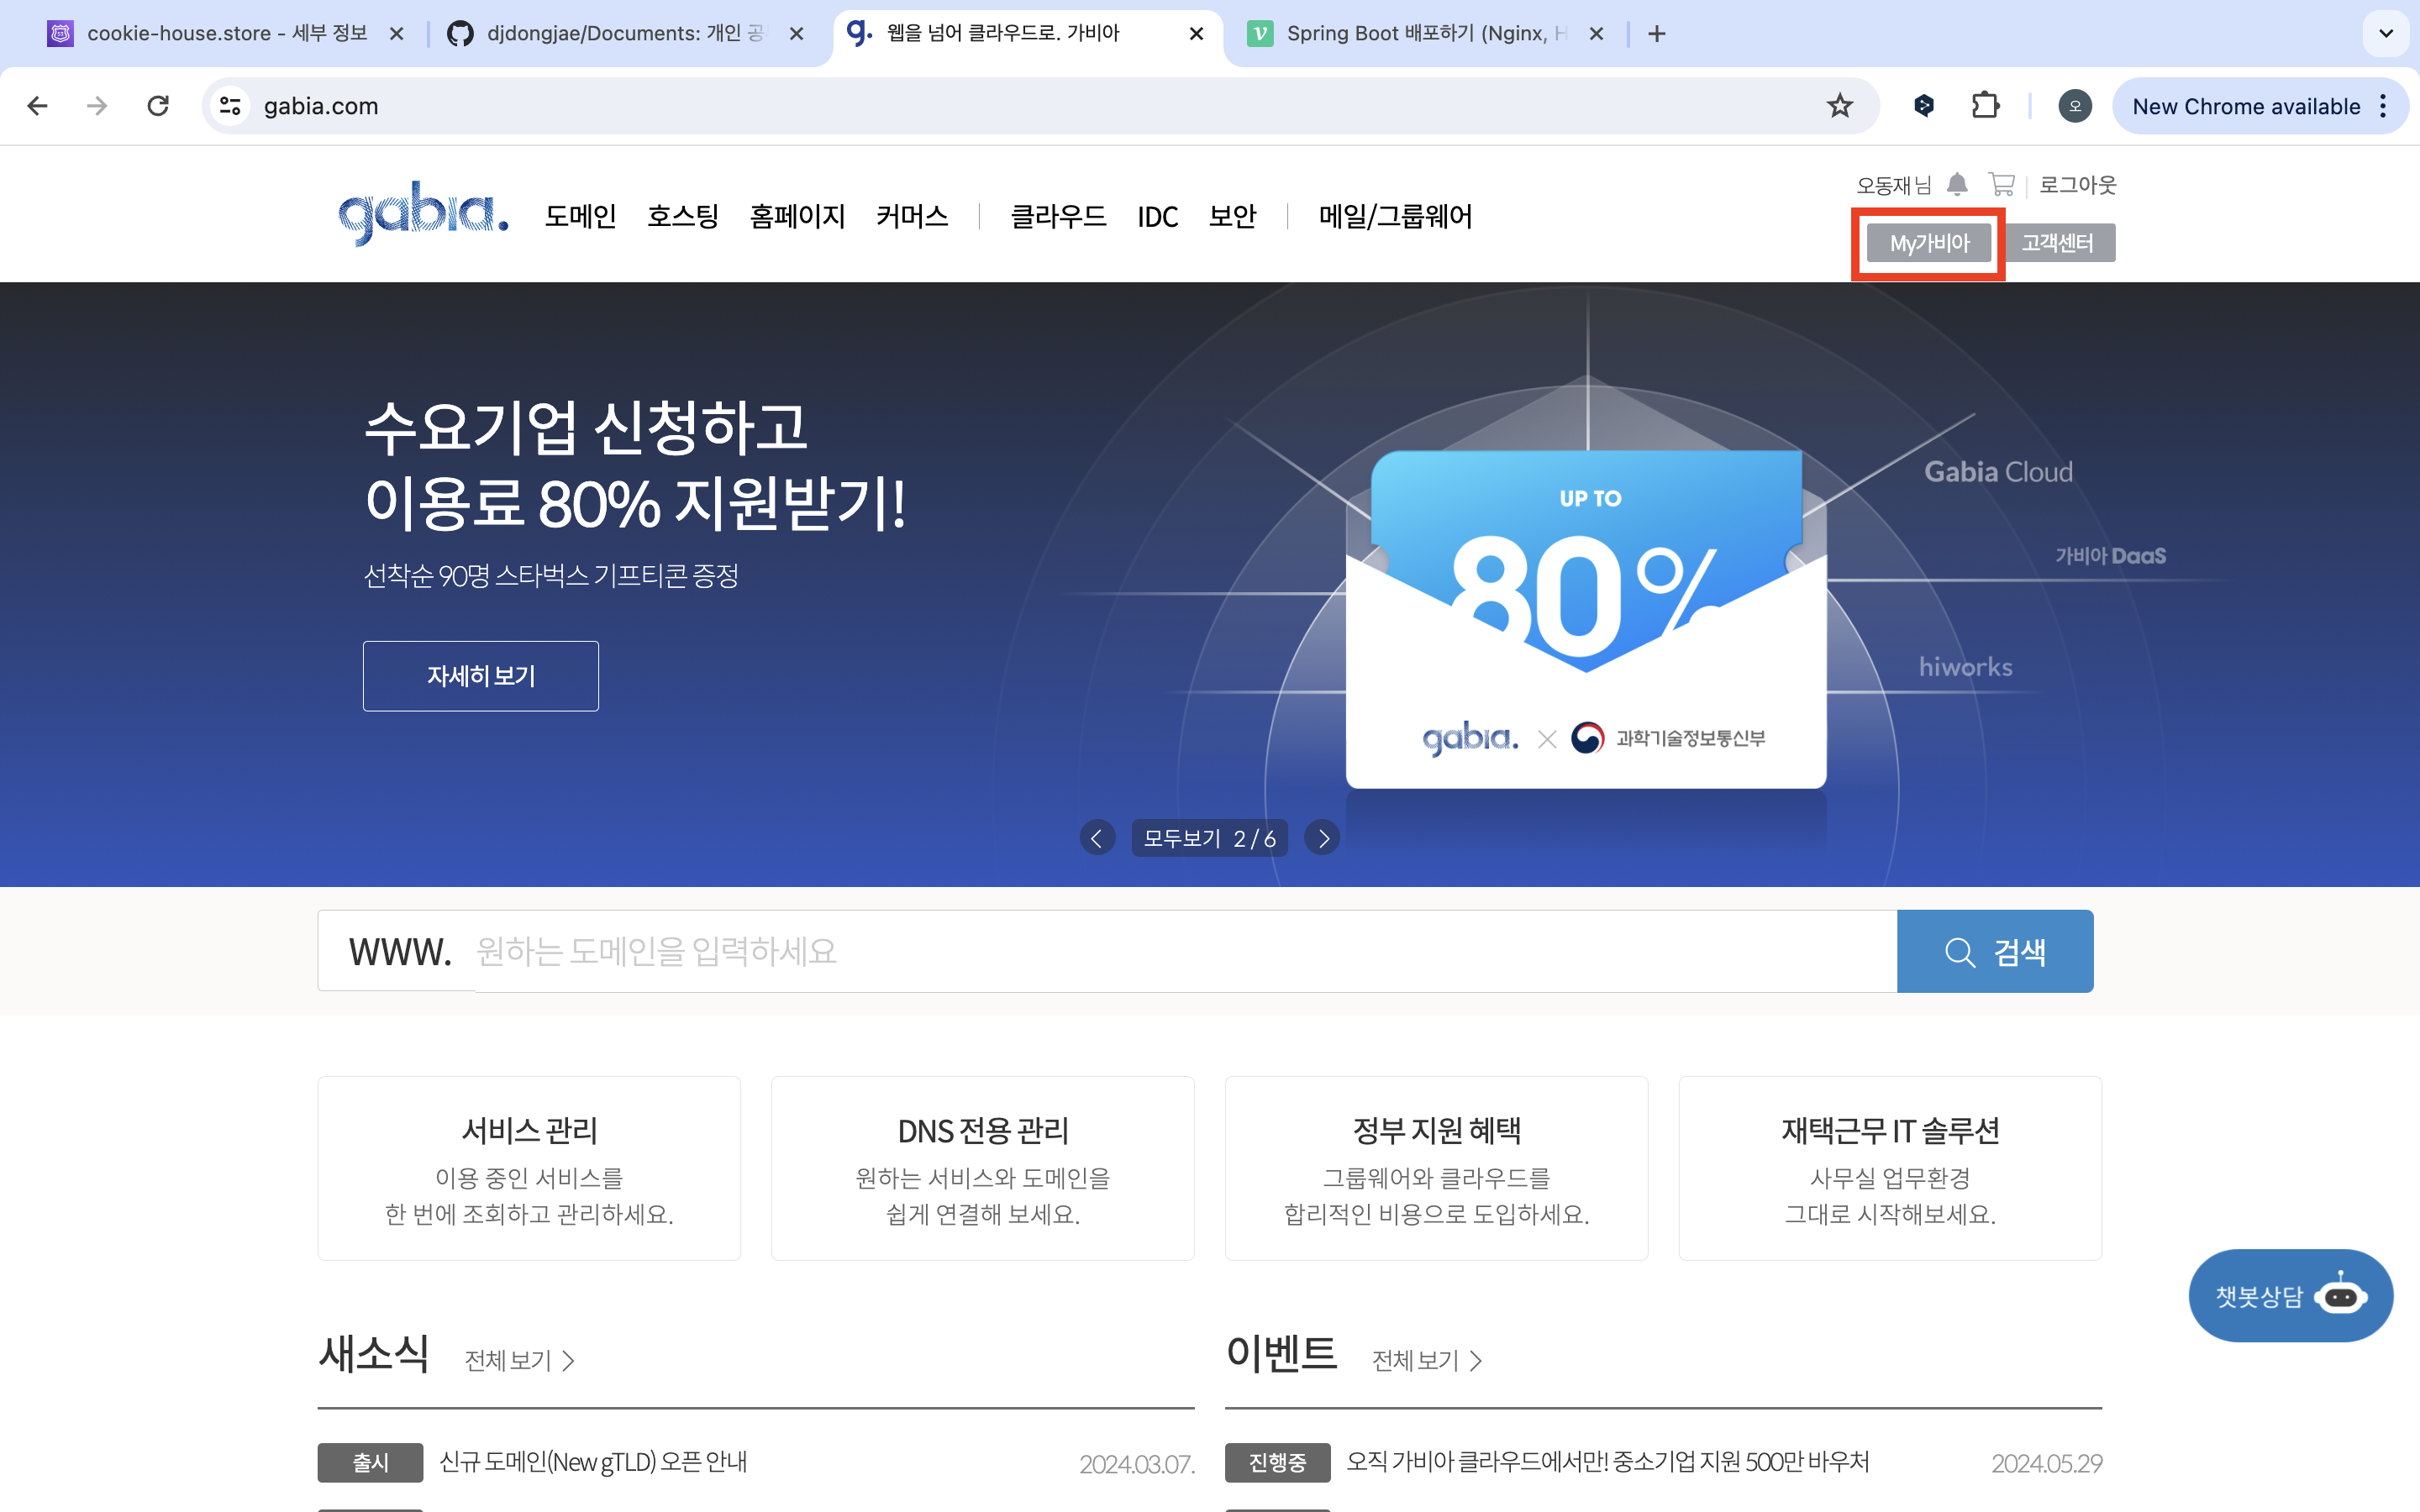 cookie-house.store - 세부 정보
djdongjae/Documents: 개인 공
웹을 넘어 클라우드로. 가비아
Spring Boot 배포하기 (Nginx, H
gabia.com
오
New Chrome available
오동재님
로그아웃
gabia.
도메인 호스팅 홈페이지 커머스 클라우드 IDC 보안 메일/그룹웨어
My가비아
고객센터
수요기업 신청하고
이용료 80% 지원받기!
선착순 90명 스타벅스 기프티콘 증정
자세히 보기
UP TO
80%
gabia. × 과학기술정보통신부
Gabia Cloud
가비아 DaaS
hiworks
모두보기 2 / 6
WWW. 원하는 도메인을 입력하세요
검색
서비스 관리
이용 중인 서비스를
한 번에 조회하고 관리하세요.
DNS 전용 관리
원하는 서비스와 도메인을
쉽게 연결해 보세요.
정부 지원 혜택
그룹웨어와 클라우드를
합리적인 비용으로 도입하세요.
재택근무 IT 솔루션
사무실 업무환경
그대로 시작해보세요.
챗봇상담
새소식 전체 보기
출시 신규 도메인(New gTLD) 오픈 안내 2024.03.07.
이벤트 전체 보기
진행중 오직 가비아 클라우드에서만! 중소기업 지원 500만 바우처 2024.05.29